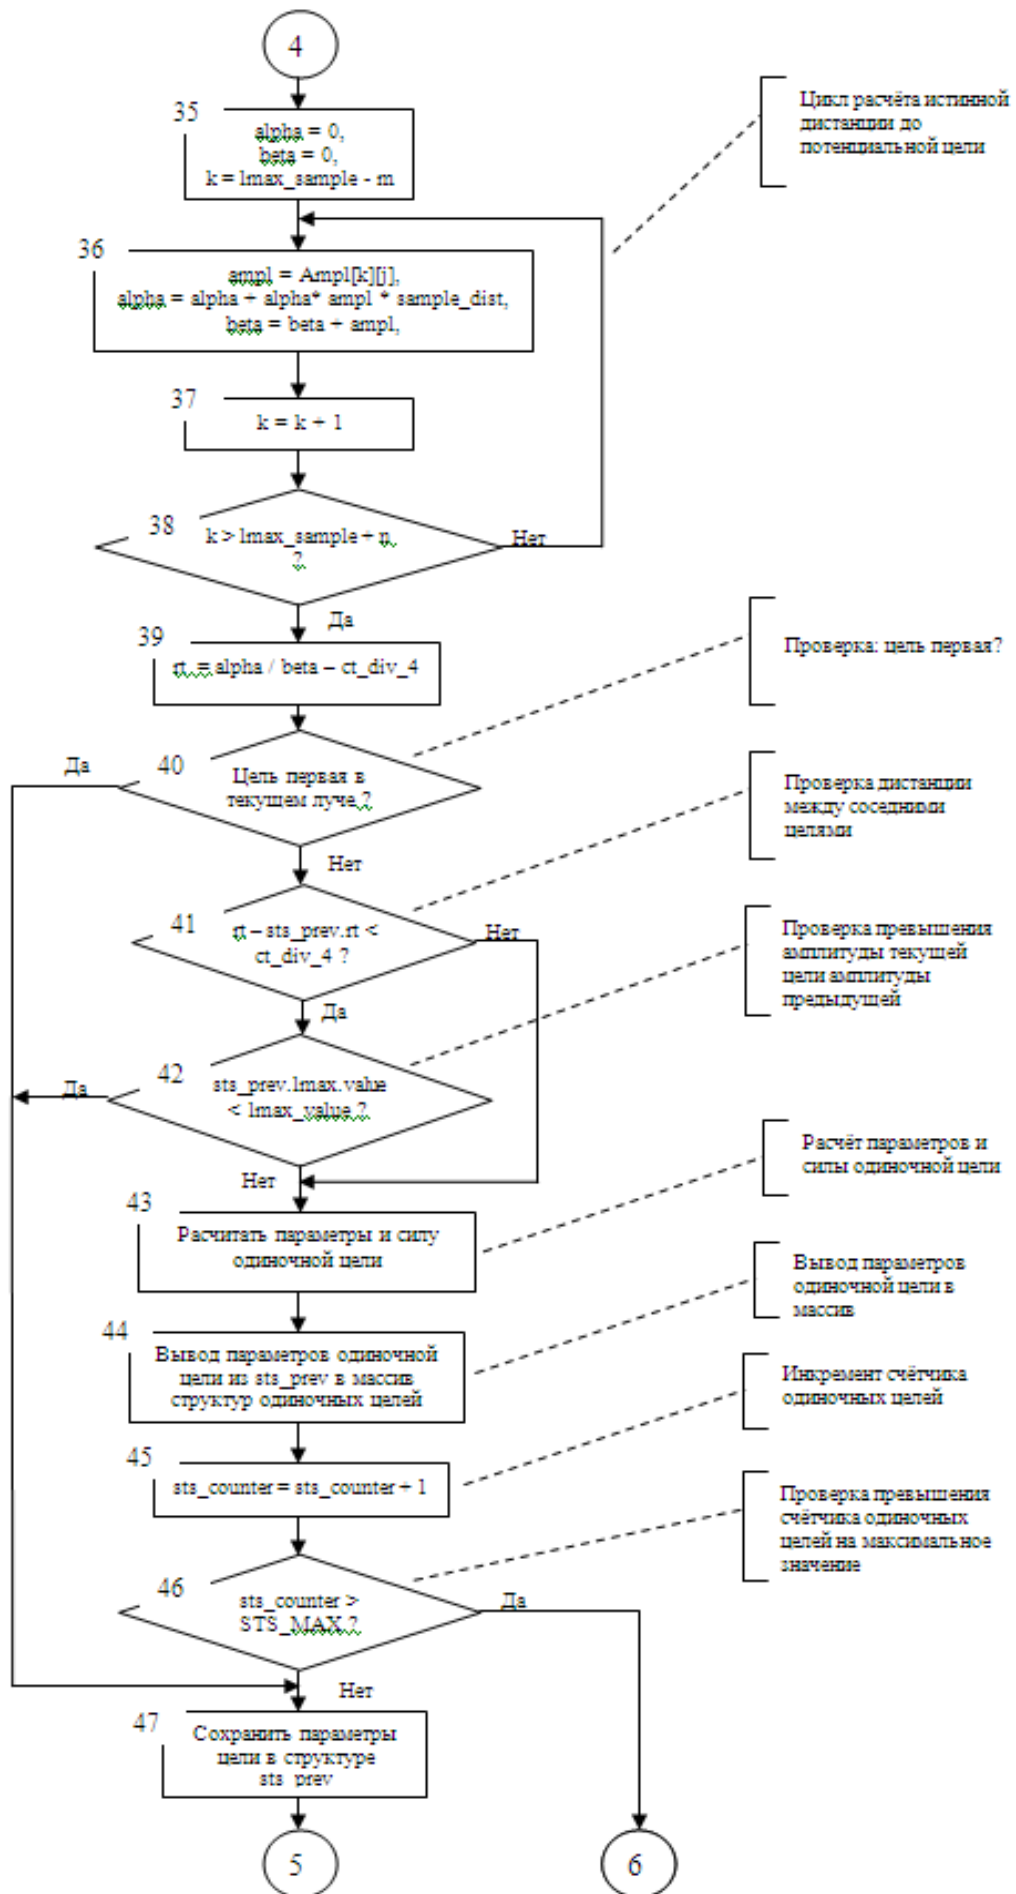 4
35
alpha = 0,
beta = 0,
k = lmax_sample - m
Цикл расчёта истинной
дистанции до
потенциальной цели
36
ampl = Ampl[k][j],
alpha = alpha + alpha* ampl * sample_dist,
beta = beta + ampl,
37
k = k + 1
38
k > lmax_sample + n
?
Нет
Да
39
rt = alpha / beta – ct_div_4
Проверка: цель первая?
40
Цель первая в
текущем луче ?
Да
Нет
Проверка дистанции
между соседними
целями
41
rt – sts_prev.rt <
ct_div_4 ?
Нет
Да
Проверка превышения
амплитуды текущей
цели амплитуды
предыдущей
42
sts_prev.lmax.value
< lmax_value ?
Да
Нет
43
Расчитать параметры и силу
одиночной цели
Расчёт параметров и
силы одиночной цели
44
Вывод параметров одиночной
цели из sts_prev в массив
структур одиночных целей
Вывод параметров
одиночной цели в
массив
45
sts_counter = sts_counter + 1
Инкремент счётчика
одиночных целей
46
sts_counter >
STS_MAX ?
Да
Нет
Проверка превышения
счётчика одиночных
целей на максимальное
значение
47
Сохранить параметры
цели в структуре
sts_prev
5
6